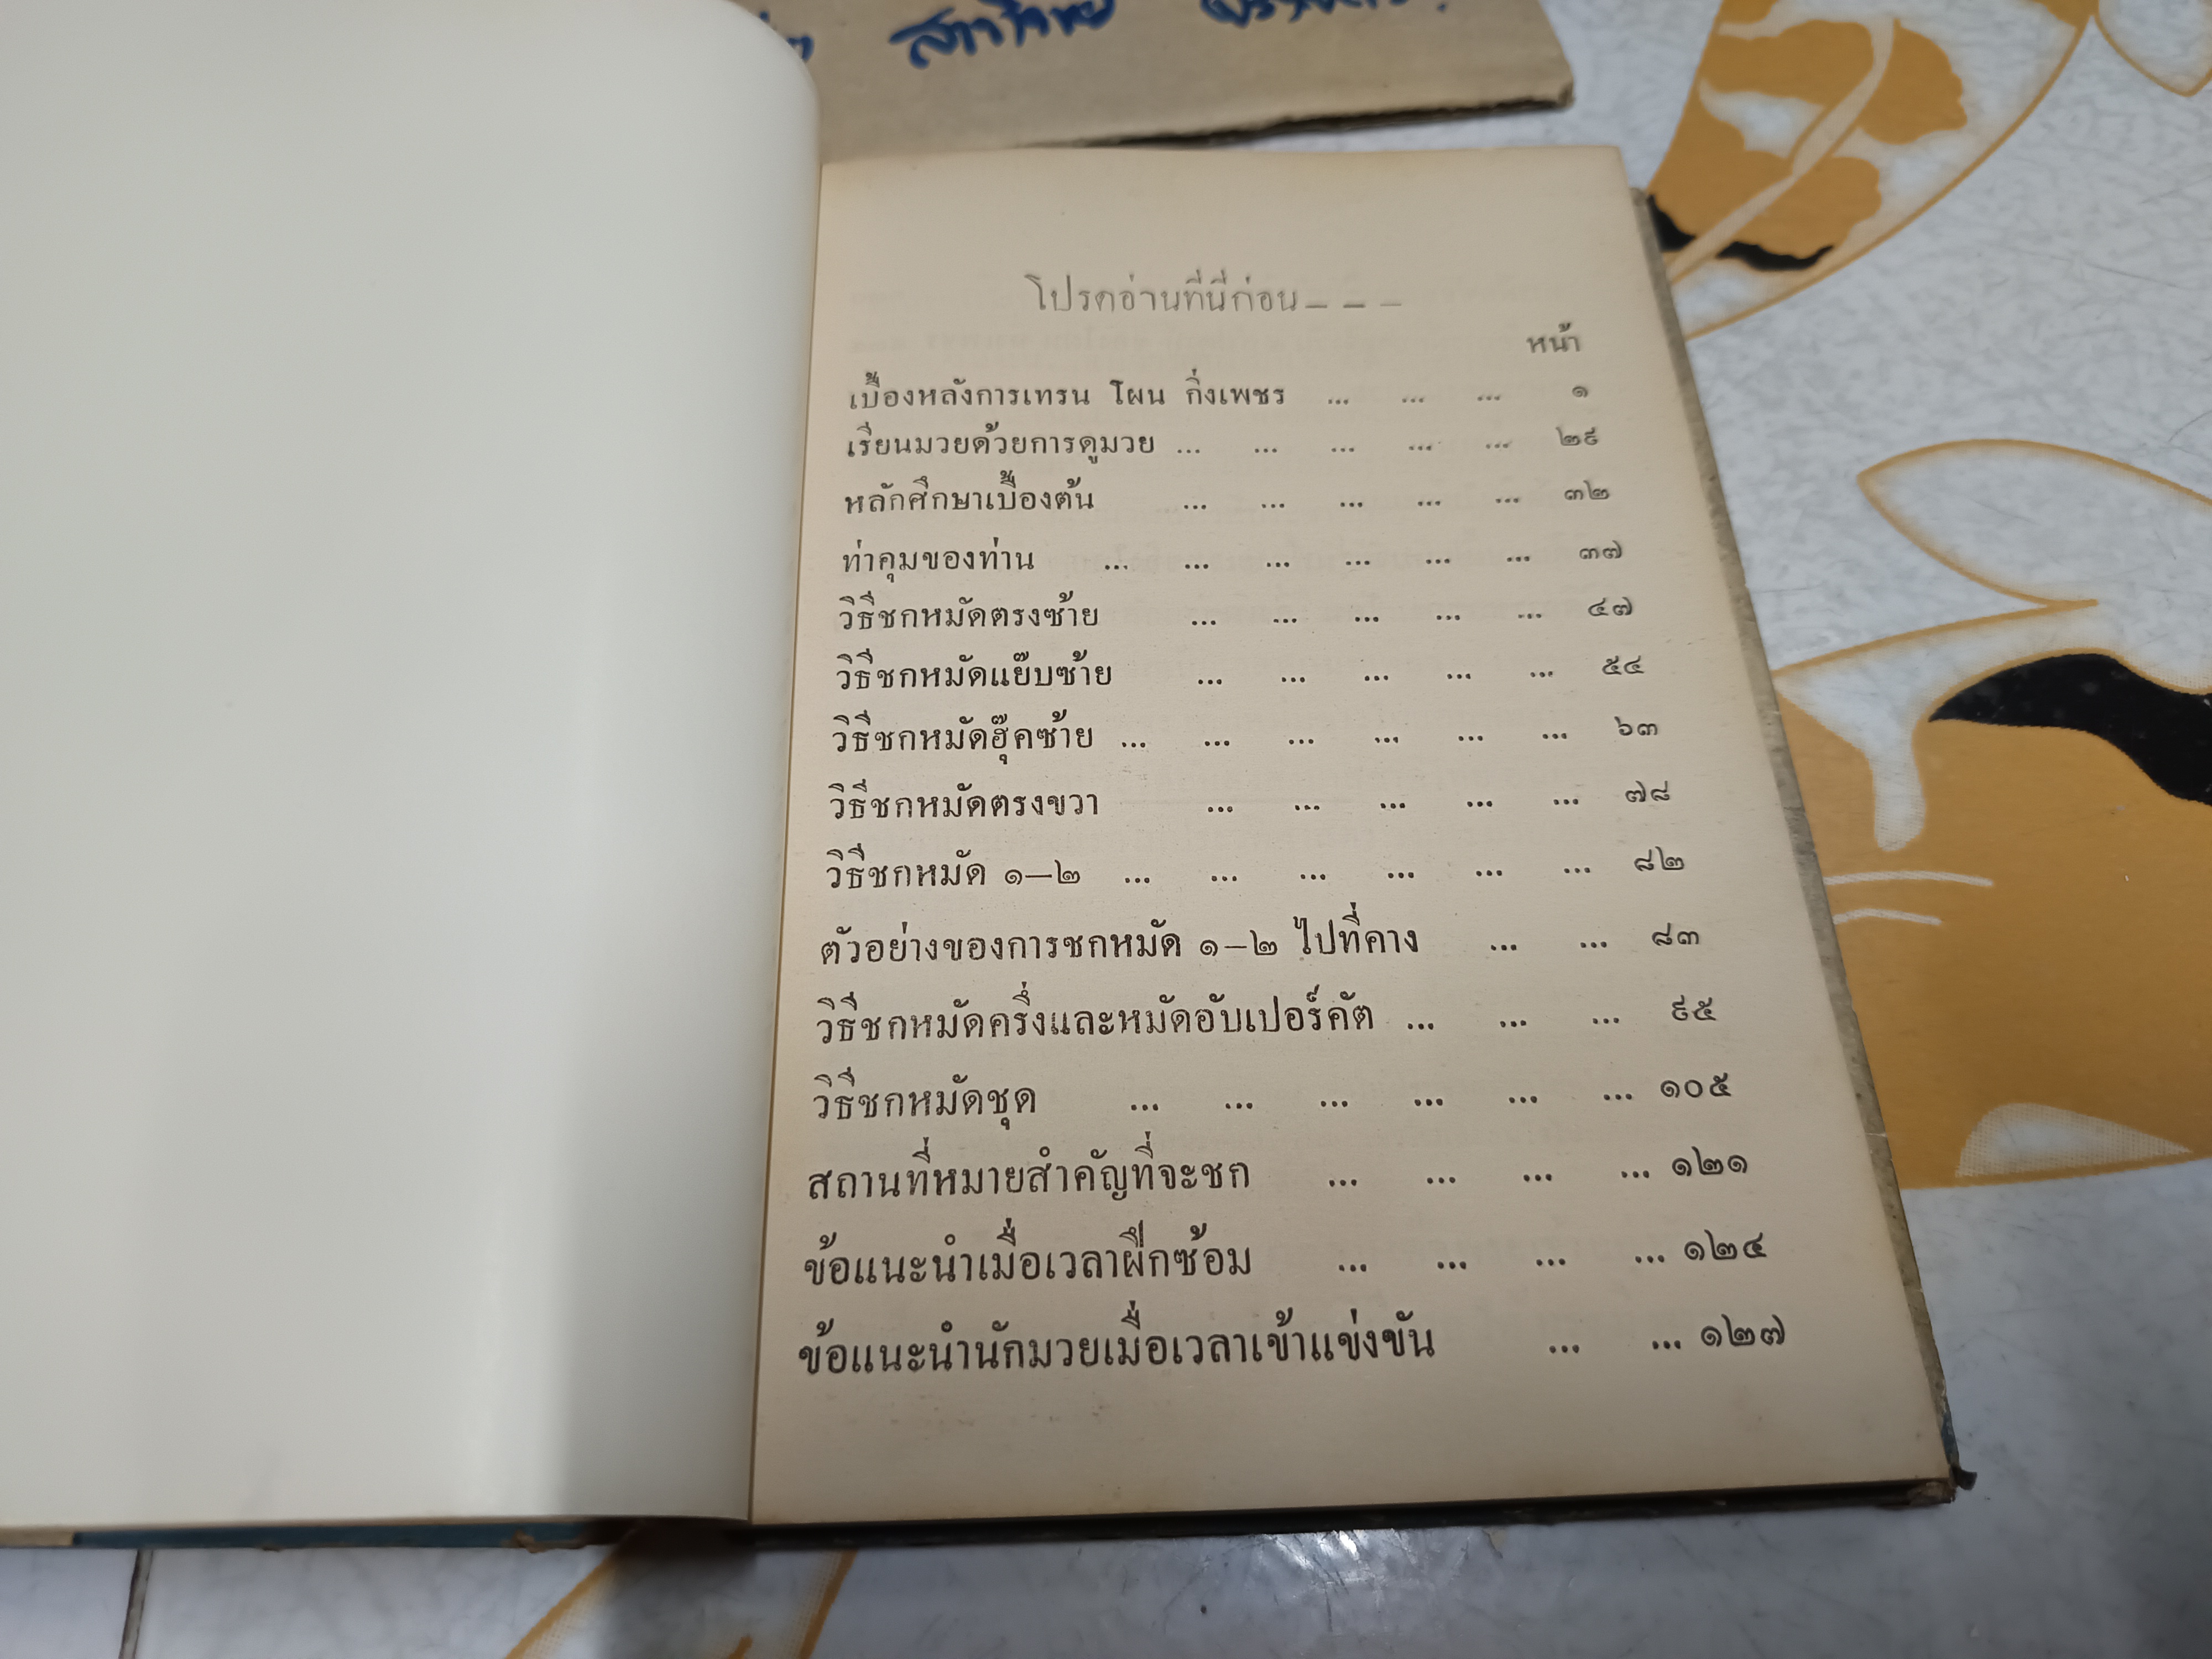 สาวิทย์
โปรดอ่านที่นี่ก่อน– – –
หน้า
เบื้องหลังการเทรน โผน กิ่งเพชร ... ... ... ๑
เรียนมวยด้วยการดูมวย ... ... ... ... ... ๒๙
หลักศึกษาเบื้องต้น ... ... ... ... ... ๓๒
ท่าคุมของท่าน ... ... ... ... ... ... ๓๗
วิธีชกหมัดตรงซ้าย ... ... ... ... ... ๔๗
วิธีชกหมัดแย๊บซ้าย ... ... ... ... ... ๕๔
วิธีชกหมัดฮุ๊คซ้าย ... ... ... ... ... ... ๖๓
วิธีชกหมัดตรงขวา ... ... ... ... ... ๗๘
วิธีชกหมัด ๑—๒ ... ... ... ... ... ... ๘๒
ตัวอย่างของการชกหมัด ๑—๒ ไปที่คาง ... ... ๘๓
วิธีชกหมัดครึ่งและหมัดอับเปอร์คัต ... ... ... ๙๕
วิธีชกหมัดชุด ... ... ... ... ... ... ๑๐๕
สถานที่หมายสำคัญที่จะชก ... ... ... ... ๑๒๑
ข้อแนะนำเมื่อเวลาฝึกซ้อม ... ... ... ... ๑๒๔
ข้อแนะนำนักมวยเมื่อเวลาเข้าแข่งขัน ... ... ๑๒๗